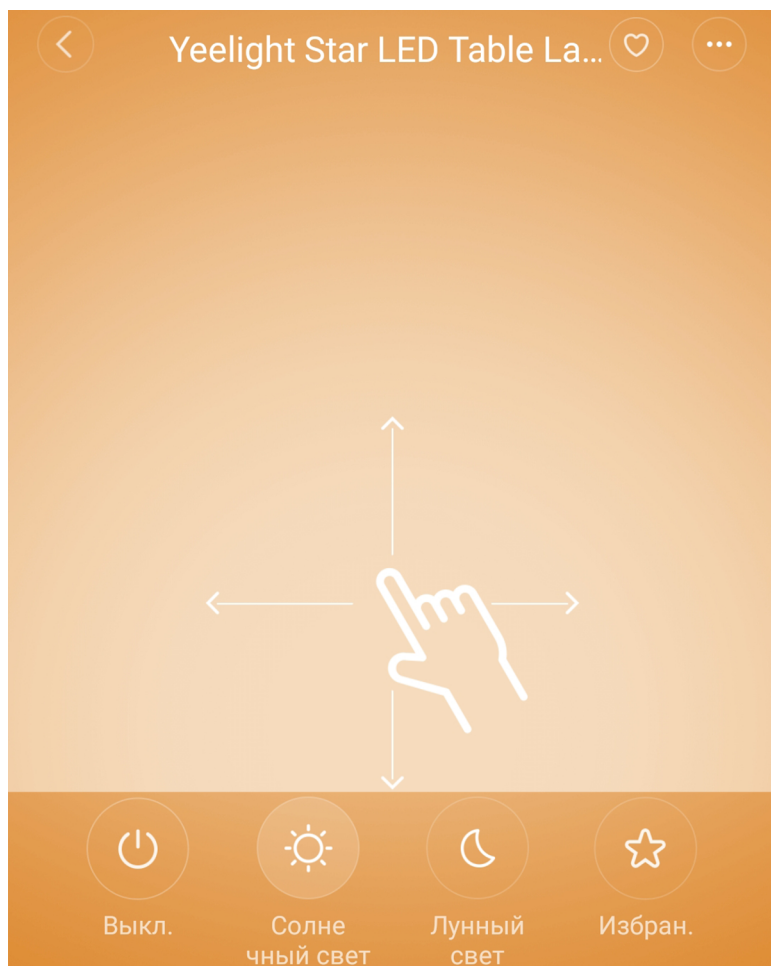 Yeelight Star LED Table La...
Выкл.
Солне
чный свет
Лунный
свет
Избран.